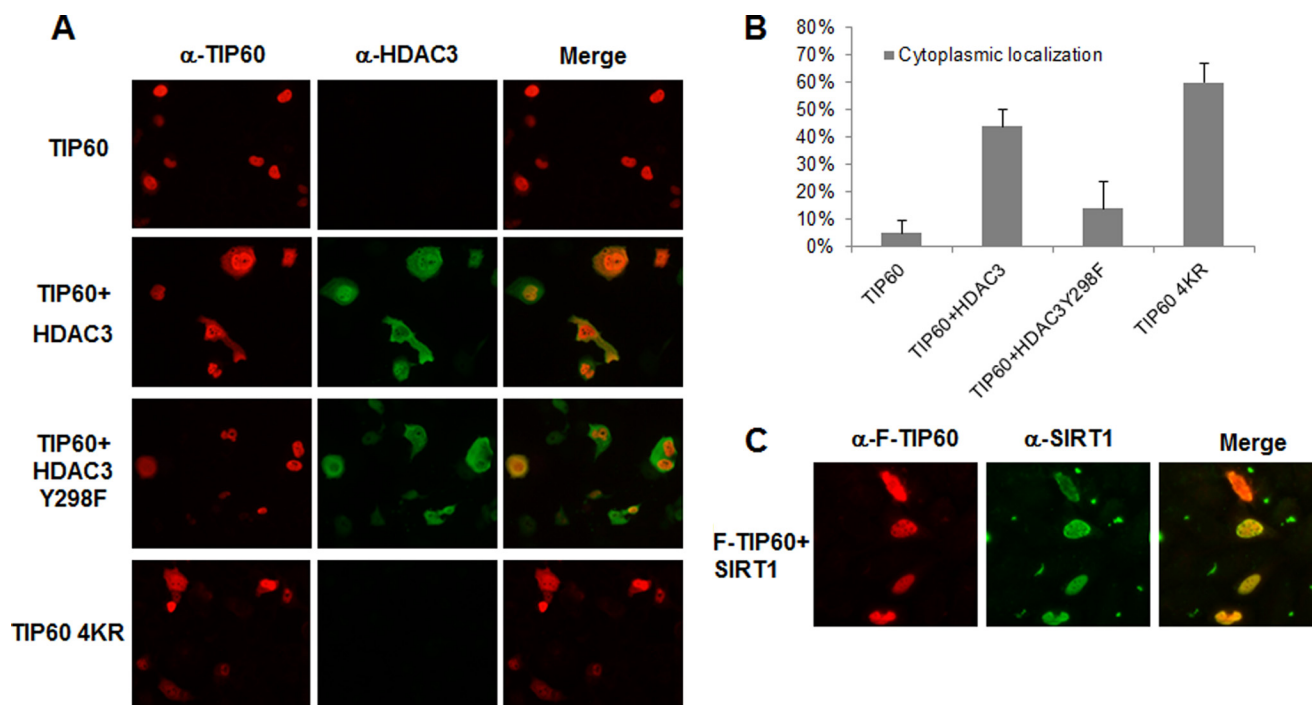 A
α-TIP60 α-HDAC3 Merge
TIP60
TIP60+
HDAC3
TIP60+
HDAC3
Y298F
TIP60 4KR
B
80%
70%
60%
50%
40%
30%
20%
10%
0%
Cytoplasmic localization
TIP60
TIP60+HDAC3
TIP60+HDAC3Y298F
TIP60 4KR
C
α-F-TIP60 α-SIRT1 Merge
F-TIP60+
SIRT1